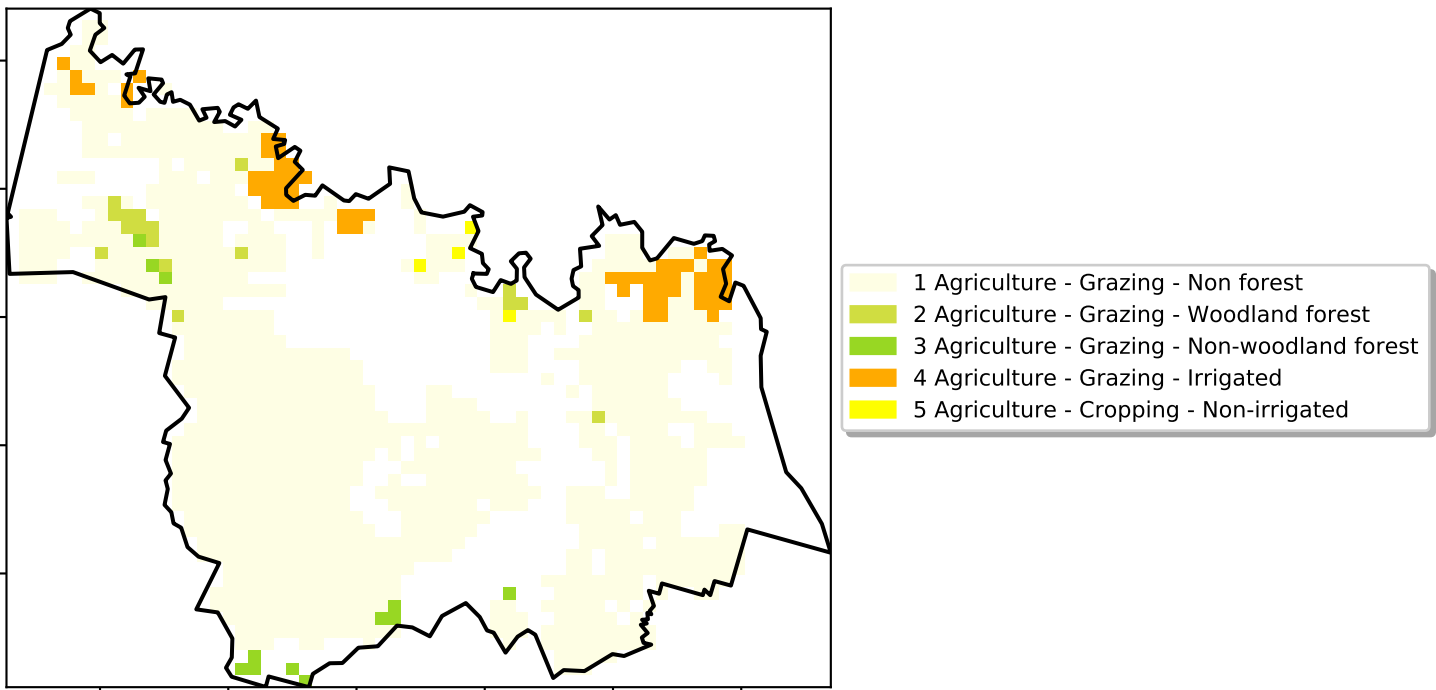 1 Agriculture - Grazing - Non forest
2 Agriculture - Grazing - Woodland forest
3 Agriculture - Grazing - Non-woodland forest
4 Agriculture - Grazing - Irrigated
5 Agriculture - Cropping - Non-irrigated